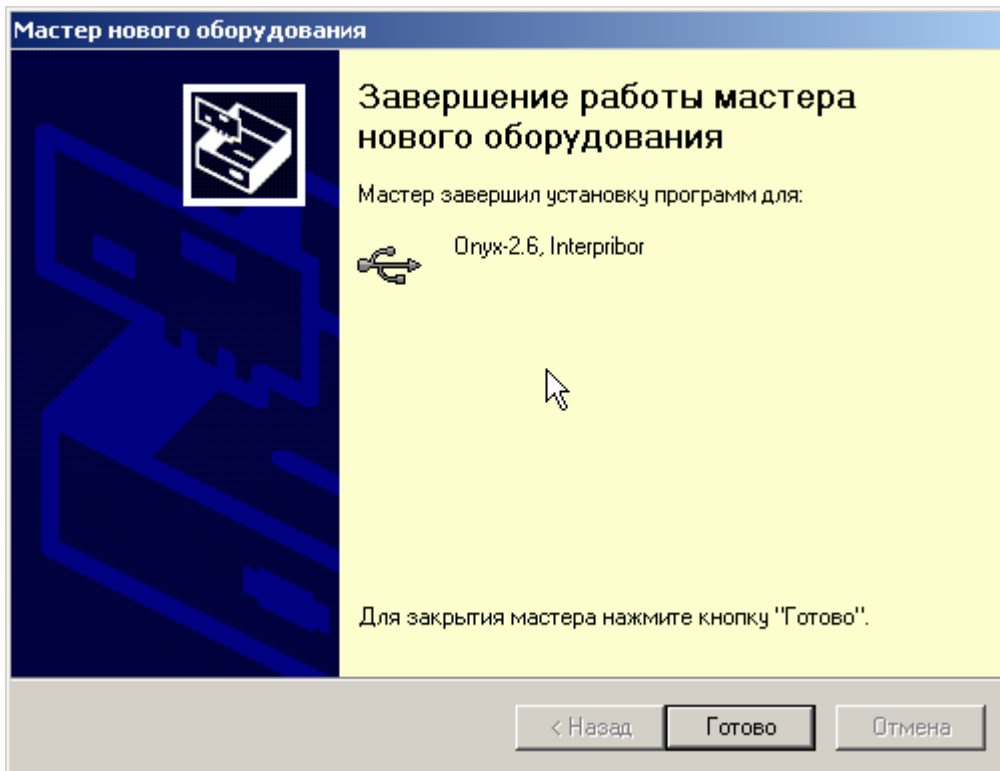 Мастер нового оборудования
Завершение работы мастера
нового оборудования
Мастер завершил установку программ для:
Onyx-2.6, Interpribor
Для закрытия мастера нажмите кнопку "Готово".
< Назад
Готово
Отмена